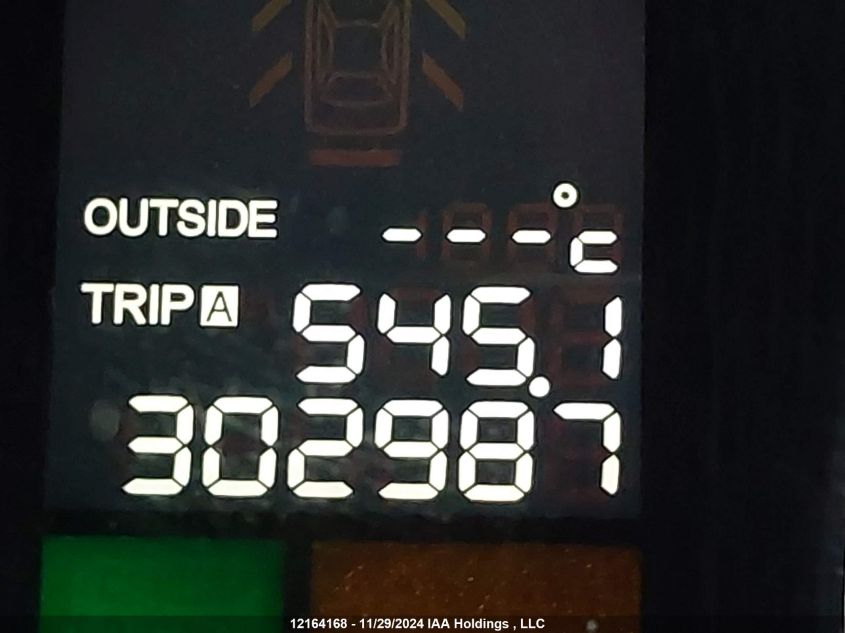 OUTSIDE ---°c
TRIP A 545.1
302987
12164168 - 11/29/2024 IAA Holdings , LLC